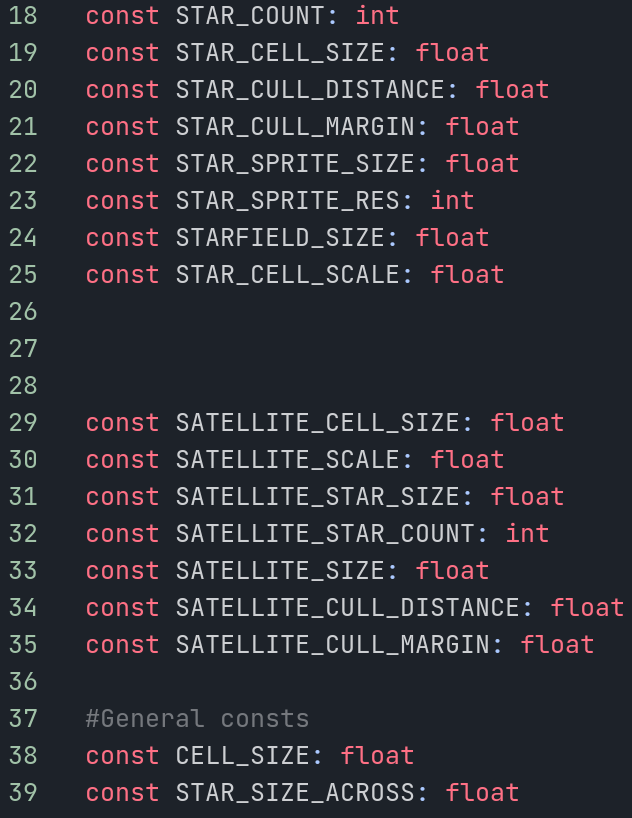 18 const STAR_COUNT: int
19 const STAR_CELL_SIZE: float
20 const STAR_CULL_DISTANCE: float
21 const STAR_CULL_MARGIN: float
22 const STAR_SPRITE_SIZE: float
23 const STAR_SPRITE_RES: int
24 const STARFIELD_SIZE: float
25 const STAR_CELL_SCALE: float
26
27
28
29 const SATELLITE_CELL_SIZE: float
30 const SATELLITE_SCALE: float
31 const SATELLITE_STAR_SIZE: float
32 const SATELLITE_STAR_COUNT: int
33 const SATELLITE_SIZE: float
34 const SATELLITE_CULL_DISTANCE: float
35 const SATELLITE_CULL_MARGIN: float
36
37 #General consts
38 const CELL_SIZE: float
39 const STAR_SIZE_ACROSS: float